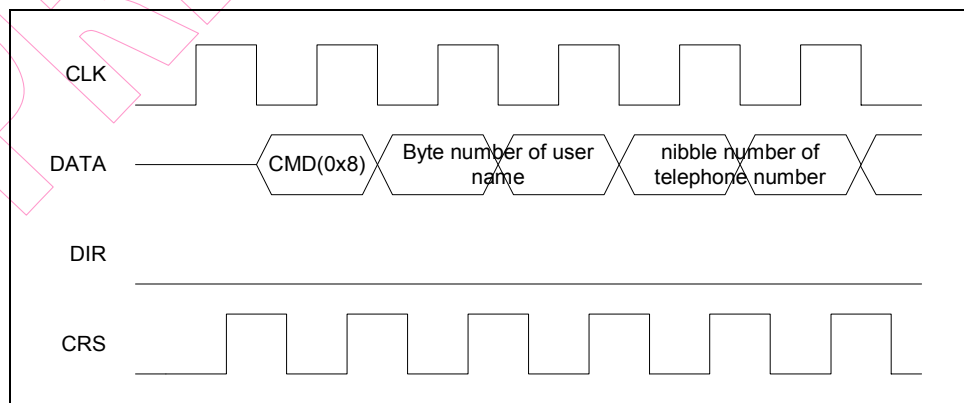 CLK
DATA
CMD(0x8)
Byte number of user
name
nibble number of
telephone number
DIR
CRS